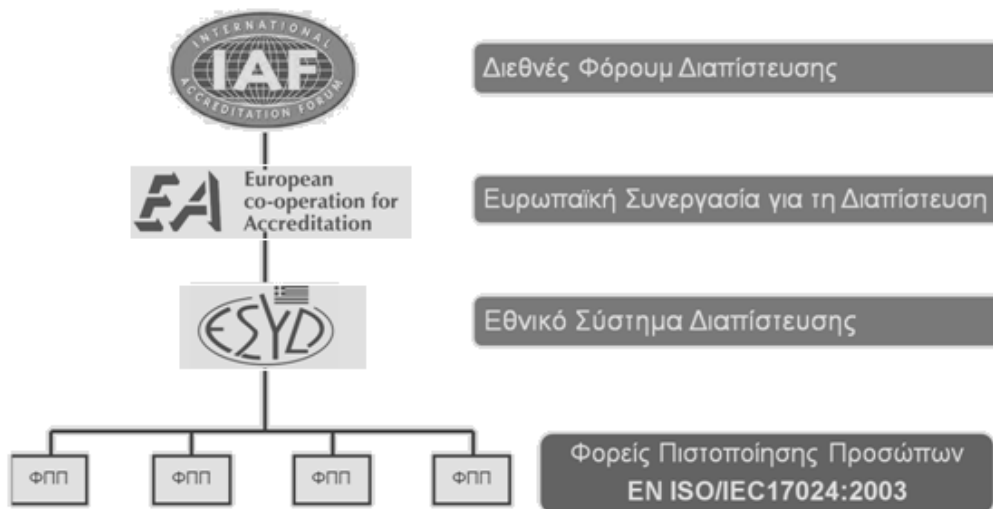 INTERNATIONAL
IAF
ACCREDITATION FORUM
Διεθνές Φόρουμ Διαπίστευσης
EA
European
co-operation for
Accreditation
Ευρωπαϊκή Συνεργασία για τη Διαπίστευση
ESYD
Εθνικό Σύστημα Διαπίστευσης
ΦΠΠ
ΦΠΠ
ΦΠΠ
ΦΠΠ
Φορείς Πιστοποίησης Προσώπων
EN ISO/IEC17024:2003